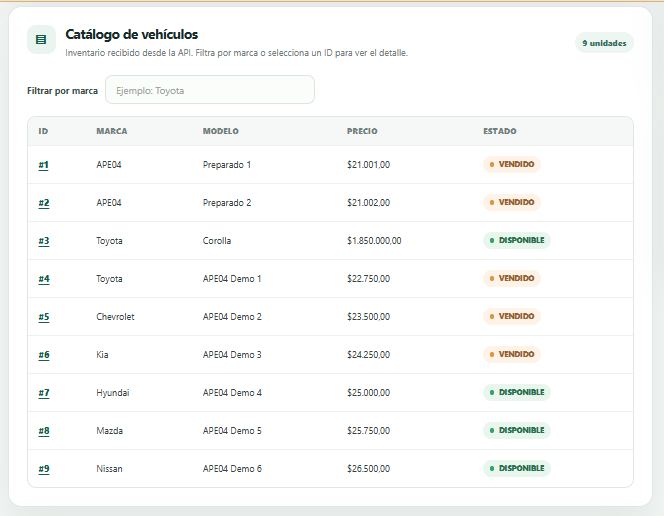 Catálogo de vehículos
Inventario recibido desde la API. Filtra por marca o selecciona un ID para ver el detalle.
9 unidades
Filtrar por marca Ejemplo: Toyota
ID MARCA MODELO PRECIO ESTADO
#1 APE04 Preparado 1 $21.001,00 VENDIDO
#2 APE04 Preparado 2 $21.002,00 VENDIDO
#3 Toyota Corolla $1.850.000,00 DISPONIBLE
#4 Toyota APE04 Demo 1 $22.750,00 VENDIDO
#5 Chevrolet APE04 Demo 2 $23.500,00 VENDIDO
#6 Kia APE04 Demo 3 $24.250,00 VENDIDO
#7 Hyundai APE04 Demo 4 $25.000,00 DISPONIBLE
#8 Mazda APE04 Demo 5 $25.750,00 DISPONIBLE
#9 Nissan APE04 Demo 6 $26.500,00 DISPONIBLE